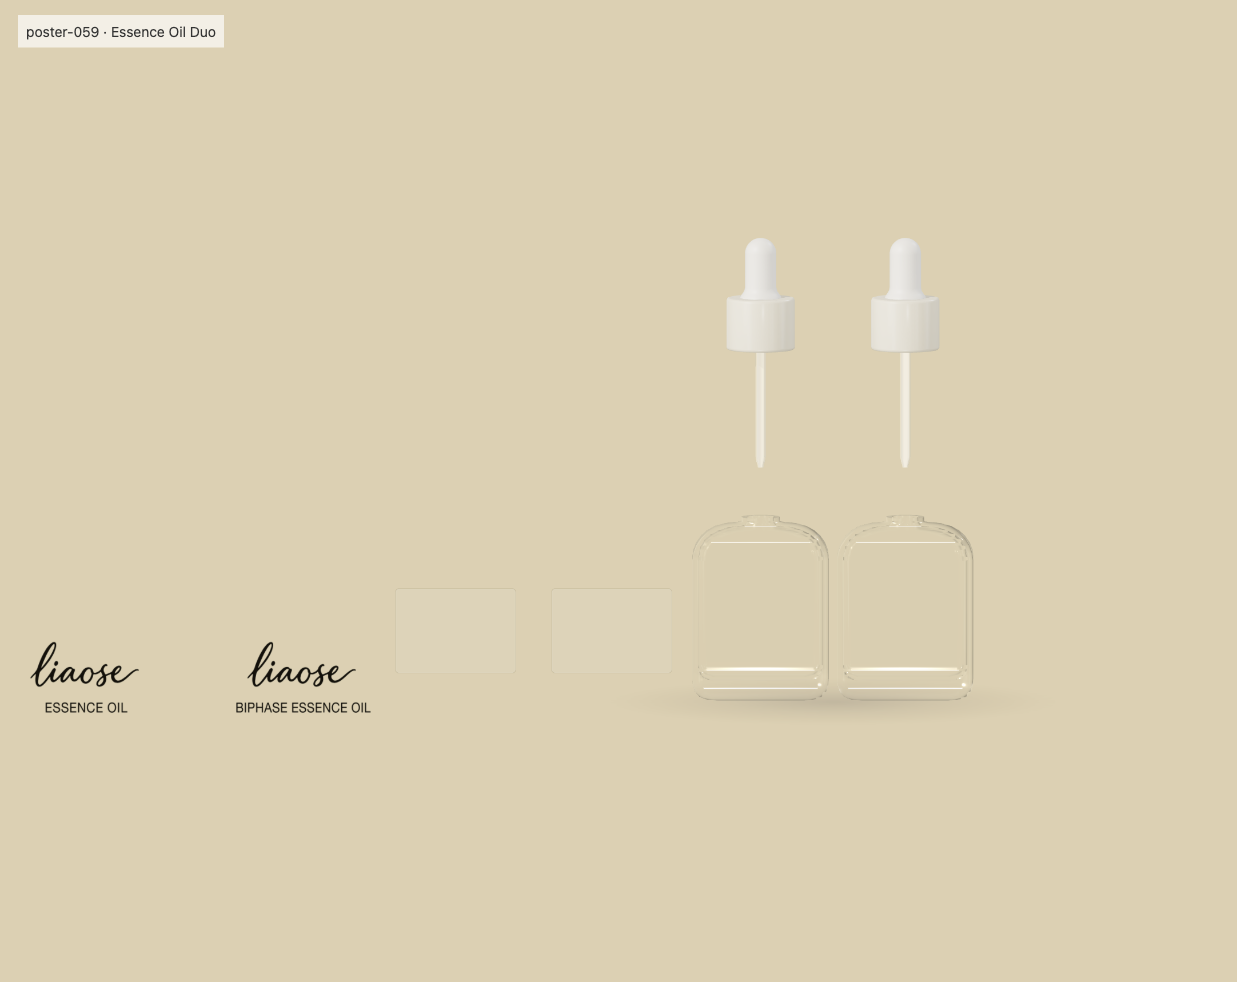 poster-059 · Essence Oil Duo
liaose
ESSENCE OIL
liaose
BIPHASE ESSENCE OIL